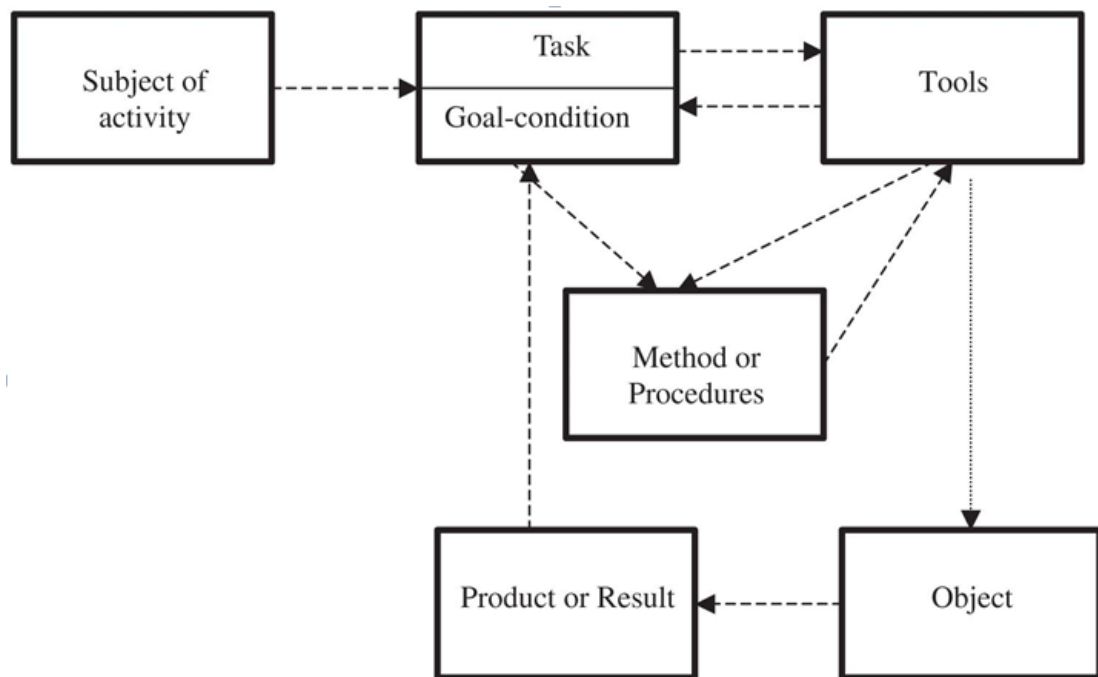 Subject of
activity
Task
Goal-condition
Tools
Method or
Procedures
Product or Result
Object